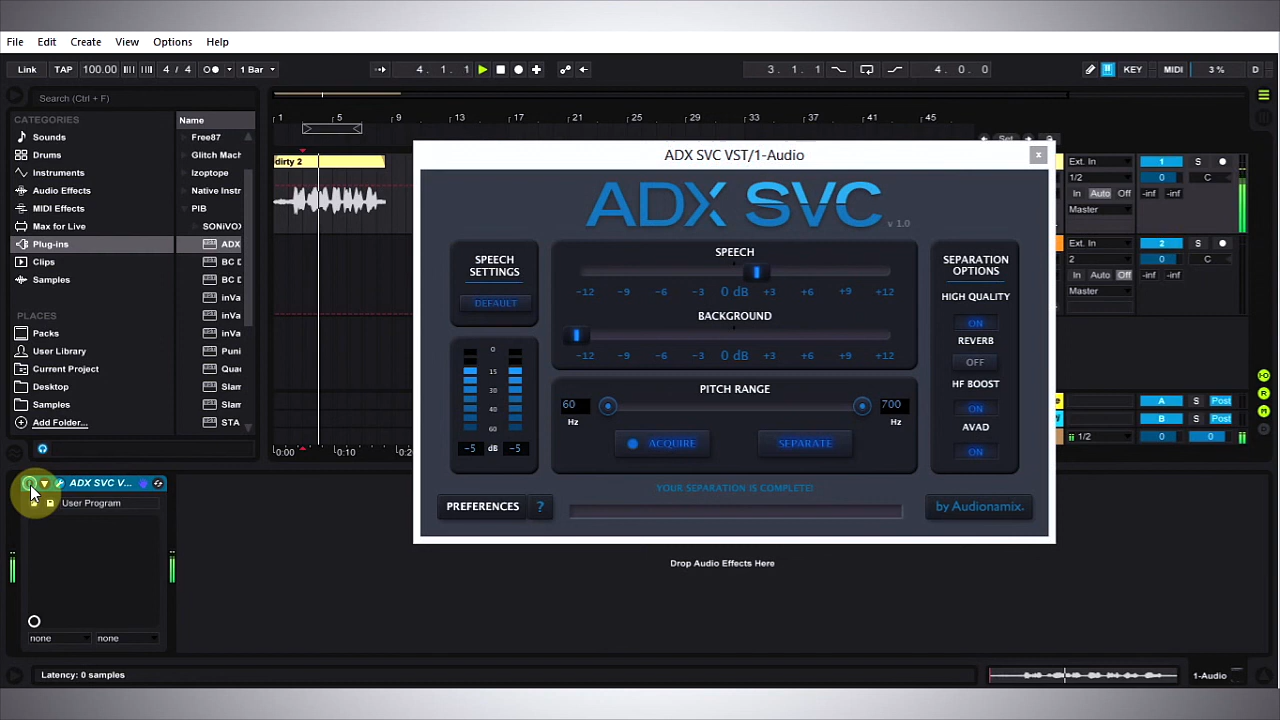 File Edit Create View Options Help
Link TAP 100.00 4 / 4 1 Bar 4. 1. 1 3. 1. 1 4. 0. 0 KEY MIDI 3 % D
Search (Ctrl + F)
CATEGORIES
Sounds
Drums
Instruments
Audio Effects
MIDI Effects
Max for Live
Plug-ins
Clips
Samples
PLACES
Packs
User Library
Current Project
Desktop
Samples
Add Folder...
Name
Free87
Glitch Mach
Izoptope
Native Instr
PIB
SONiVOX
ADX
BC D
BC D
inVa
inVa
inVa
inVa
Puni
Quad
Slam
Slam
STA
1 5 9 13 17 21 25 29 33 37 41 45
dirty 2
Set
0:00 0:10 0:20
ADX SVC VST/1-Audio
x
ADX SVC
v 1.0
SPEECH
SETTINGS
DEFAULT
0
15
30
40
60
-5 dB -5
SPEECH
-12 -9 -6 -3 0 dB +3 +6 +9 +12
BACKGROUND
-12 -9 -6 -3 0 dB +3 +6 +9 +12
PITCH RANGE
60 700
Hz Hz
ACQUIRE SEPARATE
SEPARATION
OPTIONS
HIGH QUALITY
ON
REVERB
OFF
HF BOOST
ON
AVAD
ON
YOUR SEPARATION IS COMPLETE!
PREFERENCES ? by Audionamix.
Ext. In 1 S
1/2 0 C
In Auto Off -inf -inf
Master
Ext. In 2 S
2 0 C
In Auto Off -inf -inf
Master
A S Post
B S Post
1/2 0 0
ADX SVC V...
User Program
none none
Drop Audio Effects Here
Latency: 0 samples
1-Audio